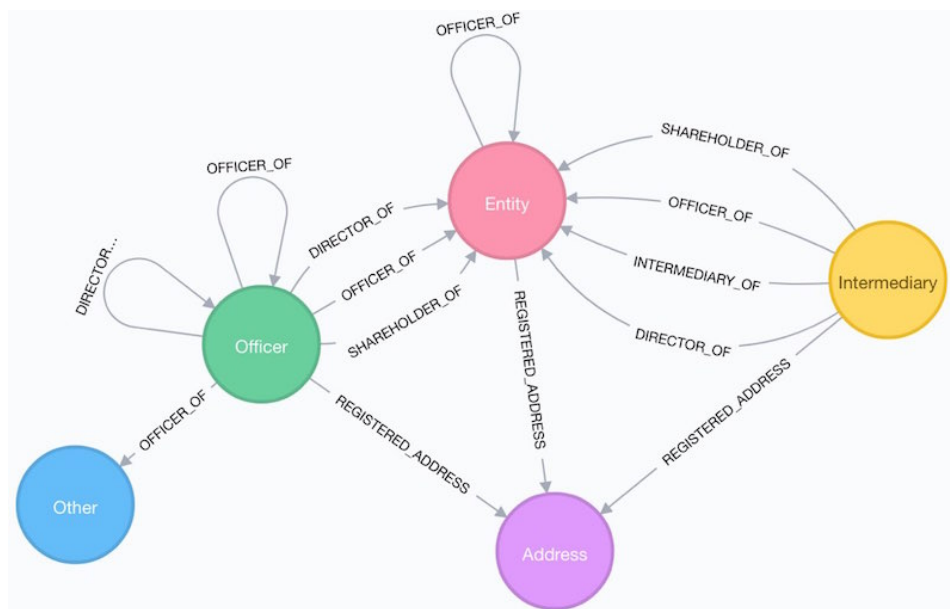 OFFICER_OF
SHAREHOLDER_OF
OFFICER_OF
Entity
OFFICER_OF
DIRECTOR_OF
INTERMEDIARY_OF
Intermediary
DIRECTOR...
OFFICER_OF
SHAREHOLDER_OF
DIRECTOR_OF
Officer
REGISTERED_ADDRESS
REGISTERED_ADDRESS
REGISTERED_ADDRESS
OFFICER_OF
Other
Address